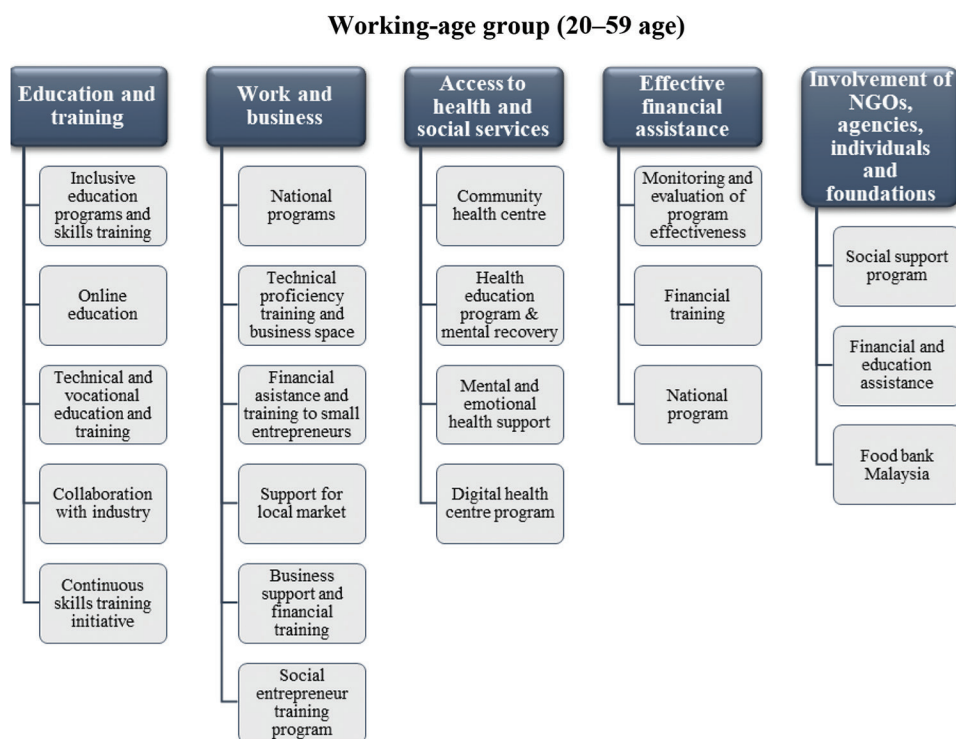 Working-age group (20–59 age)
Education and
training
Inclusive
education
programs and
skills training
Online
education
Technical and
vocational
education and
training
Collaboration
with industry
Continuous
skills training
initiative
Work and
business
National
programs
Technical
proficiency
training and
business space
Financial
asistance and
training to small
entrepreneurs
Support for
local market
Business
support and
financial
training
Social
entrepreneur
training
program
Access to
health and
social services
Community
health centre
Health
education
program &
mental recovery
Mental and
emotional
health support
Digital health
centre program
Effective
financial
assistance
Monitoring and
evaluation of
program
effectiveness
Financial
training
National
program
Involvement of
NGOs,
agencies,
individuals
and
foundations
Social support
program
Financial and
education
assistance
Food bank
Malaysia